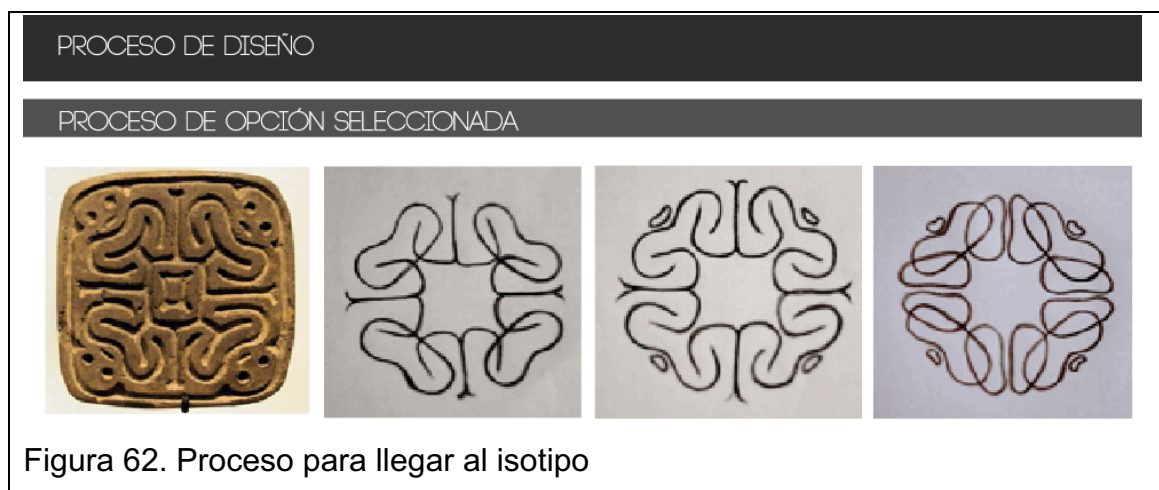 PROCESO DE DISEÑO
PROCESO DE OPCIÓN SELECCIONADA
Figura 62. Proceso para llegar al isotipo